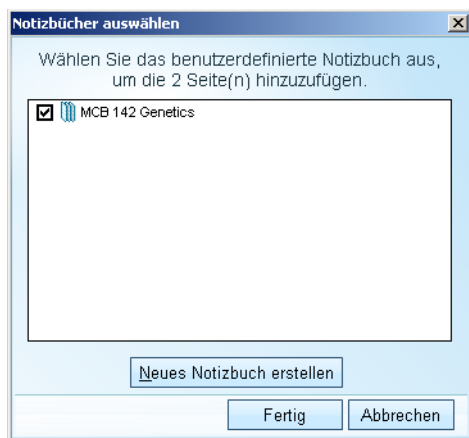 Notizbücher auswählen
Wählen Sie das benutzerdefinierte Notizbuch aus,
um die 2 Seite(n) hinzuzufügen.
MCB 142 Genetics
Neues Notizbuch erstellen
Fertig Abbrechen